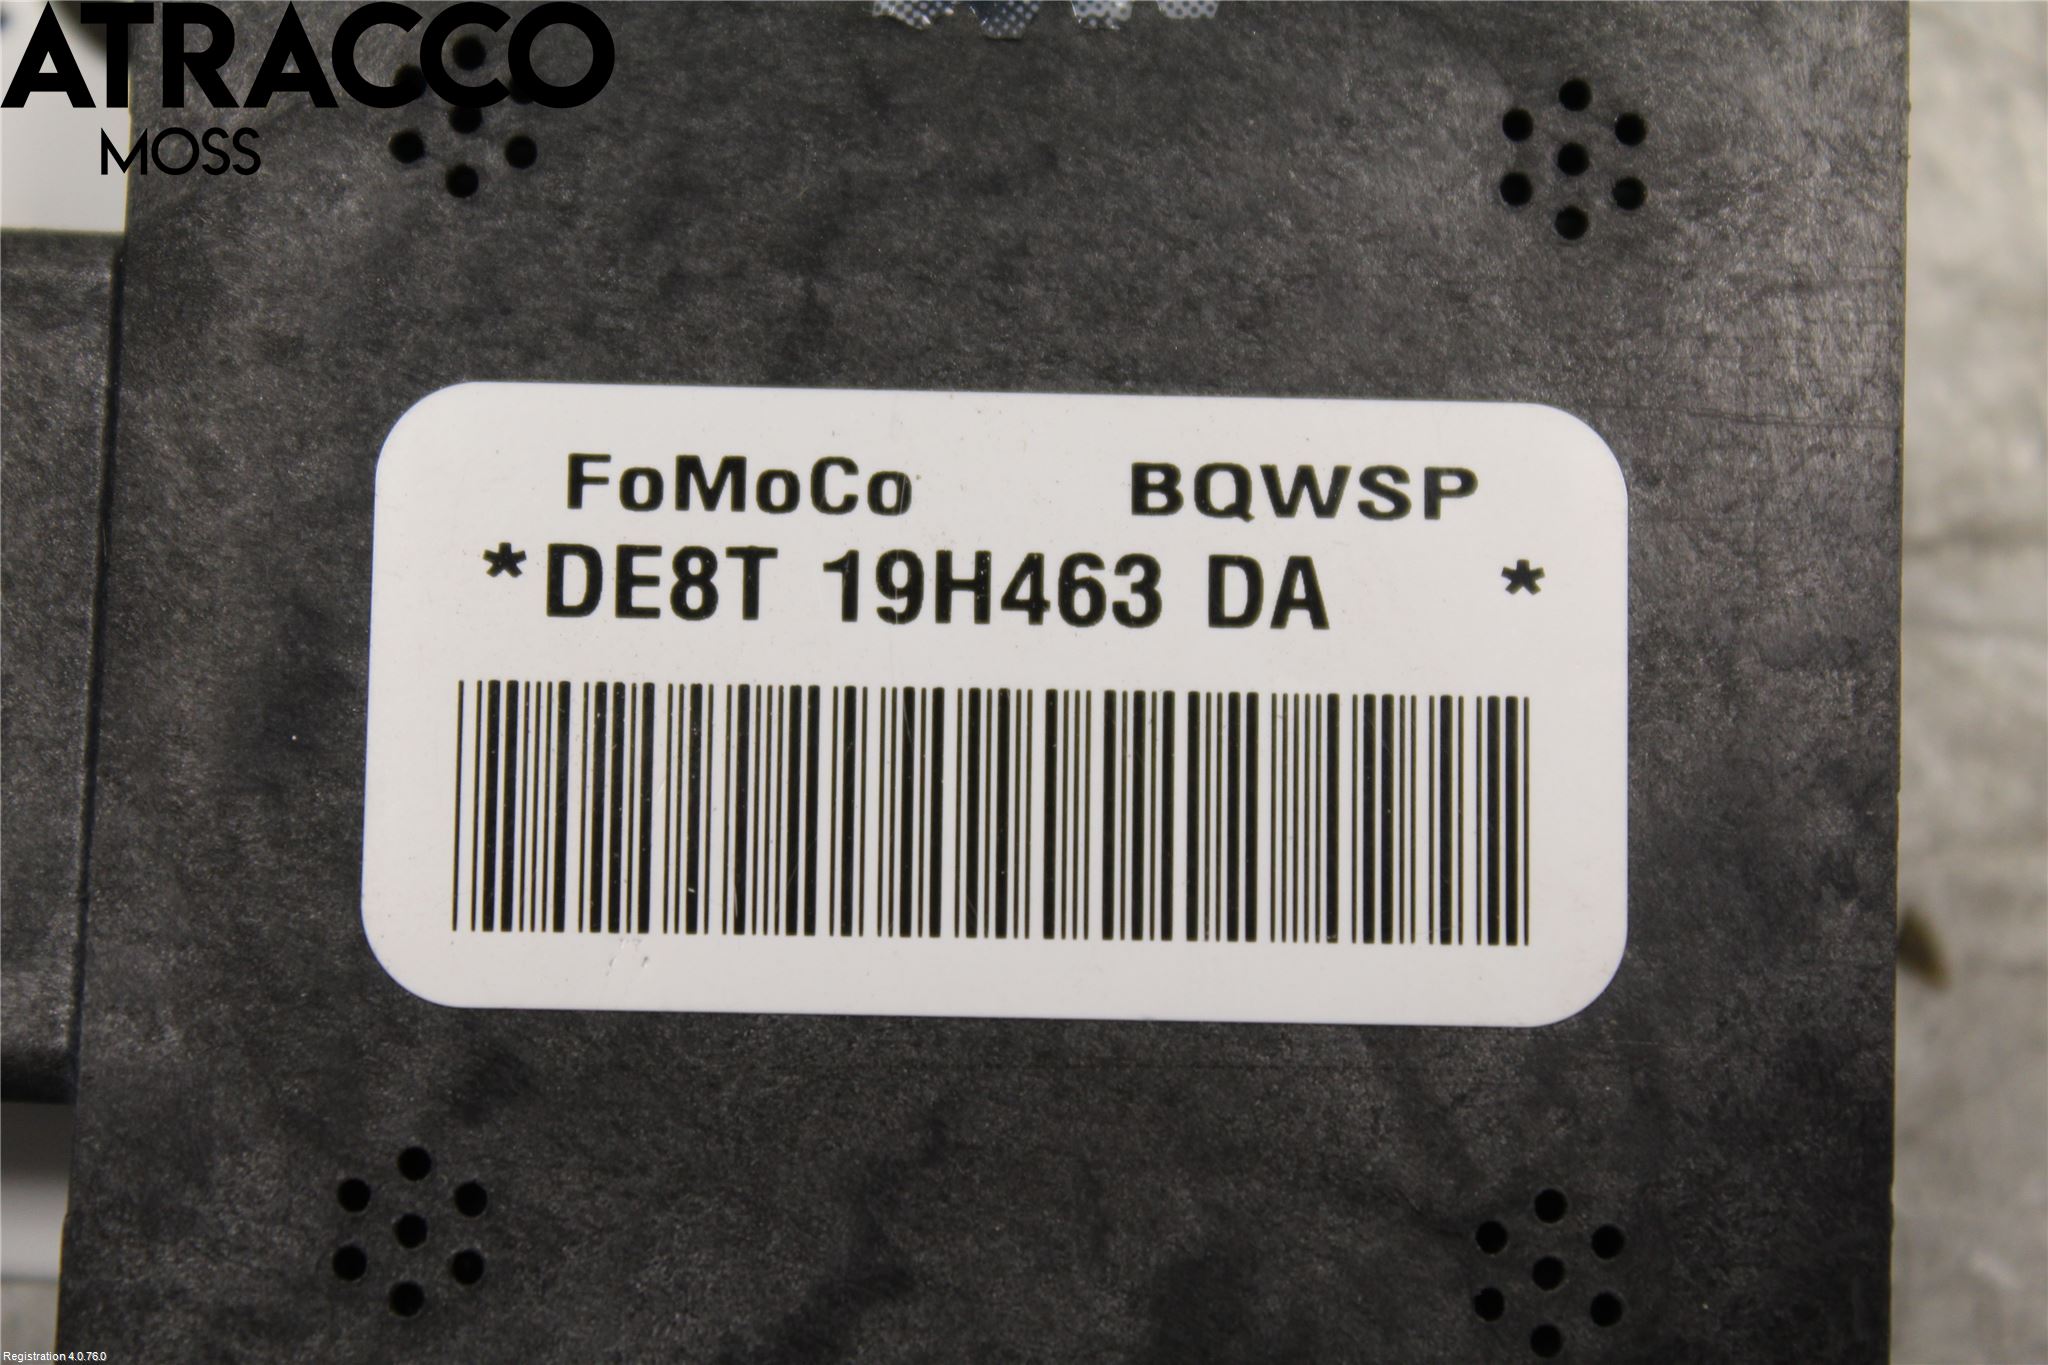 ATRACCO
MOSS
FoMoCo BQWSP
*DE8T 19H463 DA *
Registration 4.0.76.0